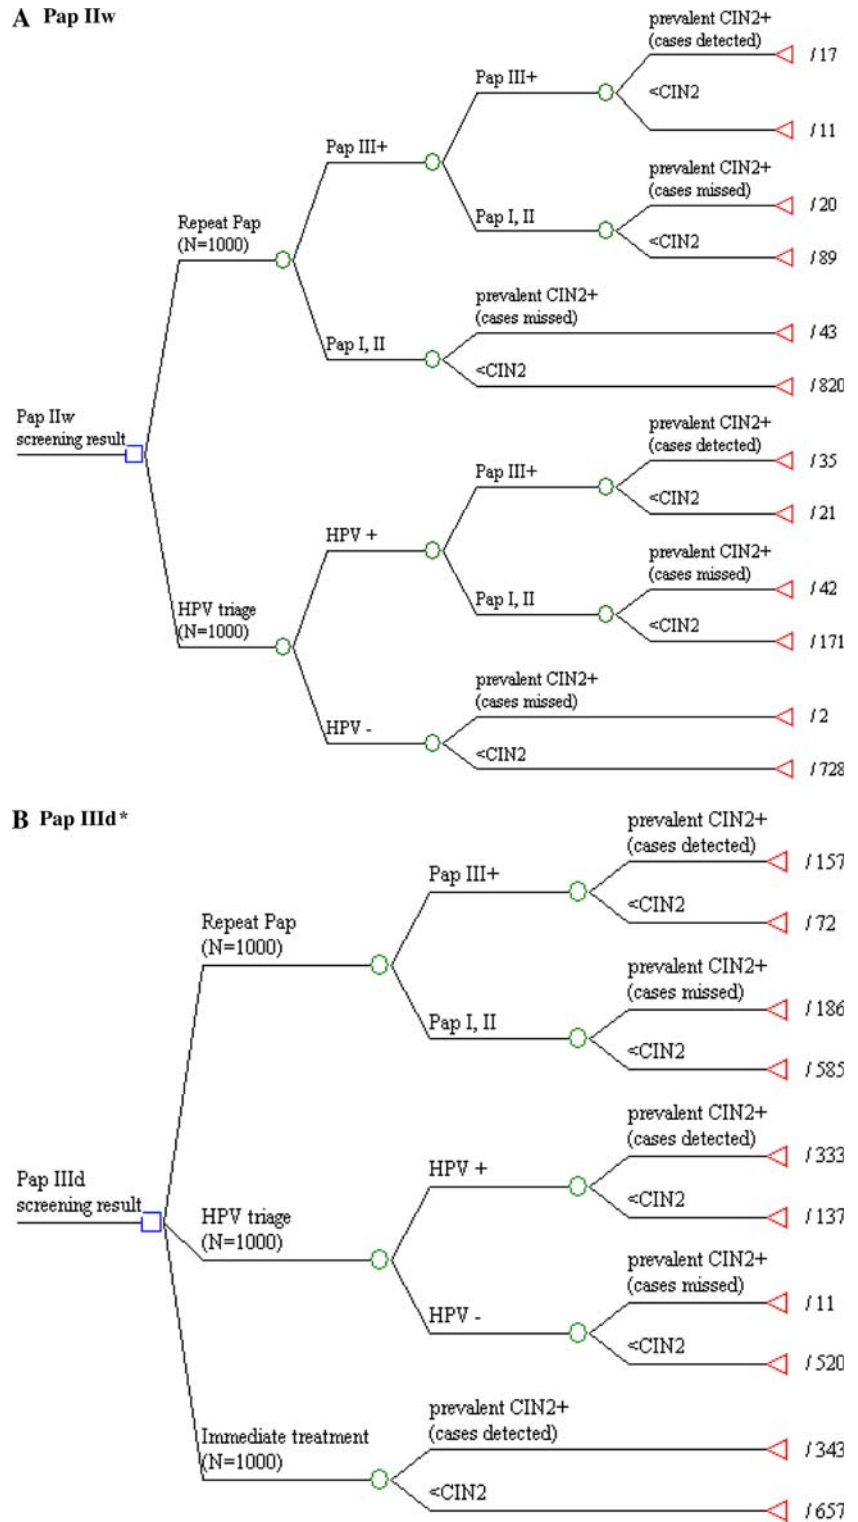 A Pap IIw
prevalent CIN2+
(cases detected)
/ 17
Pap III+
<CIN2
/ 11
Pap III+
prevalent CIN2+
(cases missed)
/ 20
Pap I, II
<CIN2
/ 89
Repeat Pap
(N=1000)
prevalent CIN2+
(cases missed)
/ 43
Pap I, II
<CIN2
/ 820
Pap IIw
screening result
prevalent CIN2+
(cases detected)
/ 35
Pap III+
<CIN2
/ 21
HPV +
prevalent CIN2+
(cases missed)
/ 42
Pap I, II
<CIN2
/ 171
HPV triage
(N=1000)
prevalent CIN2+
(cases missed)
/ 2
HPV -
<CIN2
/ 728
B Pap IIId*
prevalent CIN2+
(cases detected)
/ 157
Pap III+
<CIN2
/ 72
Repeat Pap
(N=1000)
prevalent CIN2+
(cases missed)
/ 186
Pap I, II
<CIN2
/ 585
prevalent CIN2+
(cases detected)
/ 333
HPV +
<CIN2
/ 137
Pap IIId
screening result
HPV triage
(N=1000)
prevalent CIN2+
(cases missed)
/ 11
HPV -
<CIN2
/ 520
prevalent CIN2+
(cases detected)
/ 343
Immediate treatment
(N=1000)
<CIN2
/ 657